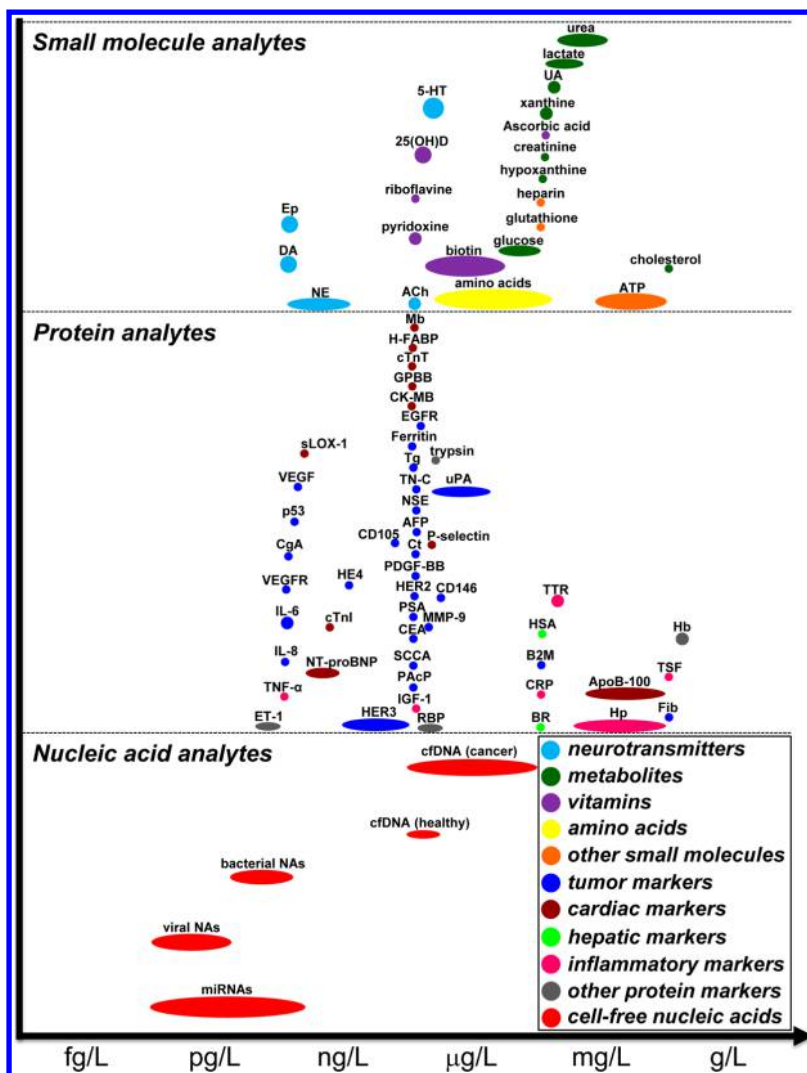 Small molecule analytes
urea
lactate
UA
5-HT
xanthine
Ascorbic acid
25(OH)D
creatinine
hypoxanthine
riboflavine
heparin
Ep
glutathione
pyridoxine
glucose
DA
biotin
cholesterol
amino acids
NE
ACh
ATP
Protein analytes
Mb
H-FABP
cTnT
GPBB
CK-MB
EGFR
Ferritin
sLOX-1
trypsin
Tg
VEGF
TN-C
uPA
NSE
p53
AFP
CD105
P-selectin
CgA
Ct
PDGF-BB
VEGFR
HE4
HER2
CD146
TTR
IL-6
PSA
cTnI
MMP-9
HSA
Hb
CEA
IL-8
SCCA
B2M
NT-proBNP
TSF
PAcP
ApoB-100
TNF-α
CRP
IGF-1
ET-1
HER3
RBP
BR
Hp
Fib
Nucleic acid analytes
cfDNA (cancer)
cfDNA (healthy)
bacterial NAs
viral NAs
miRNAs
neurotransmitters
metabolites
vitamins
amino acids
other small molecules
tumor markers
cardiac markers
hepatic markers
inflammatory markers
other protein markers
cell-free nucleic acids
fg/L pg/L ng/L µg/L mg/L g/L